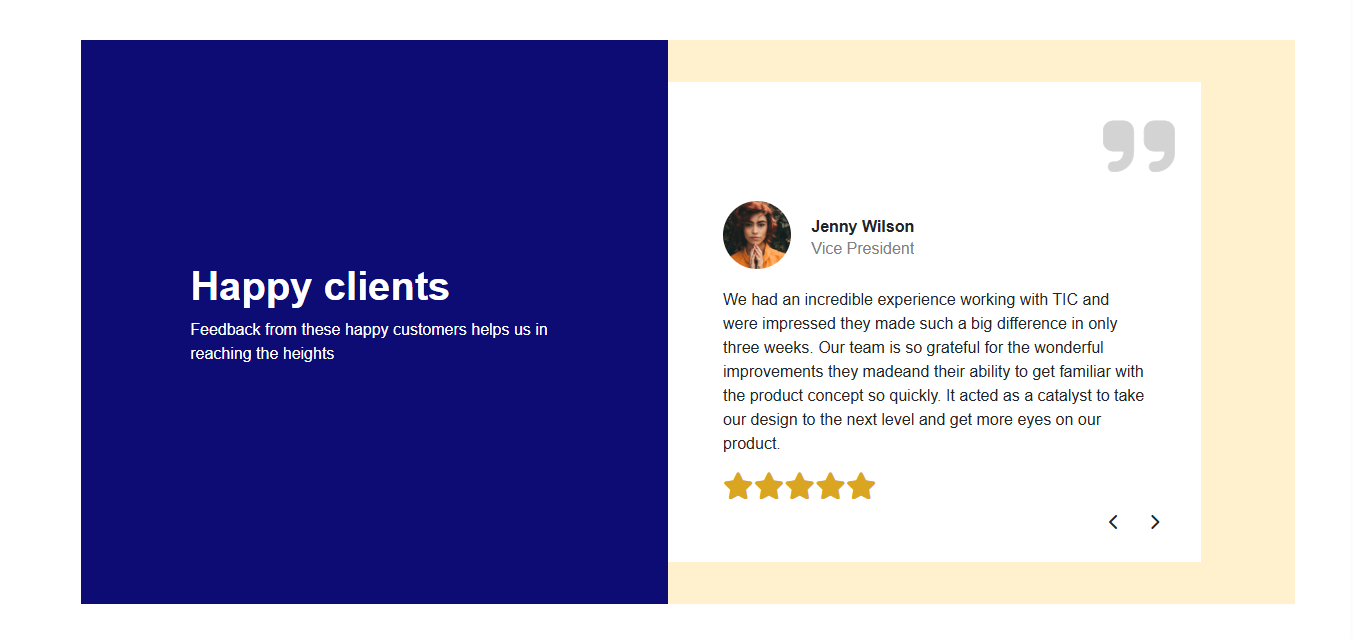 Happy clients
Feedback from these happy customers helps us in
reaching the heights
Jenny Wilson
Vice President
We had an incredible experience working with TIC and
were impressed they made such a big difference in only
three weeks. Our team is so grateful for the wonderful
improvements they madeand their ability to get familiar with
the product concept so quickly. It acted as a catalyst to take
our design to the next level and get more eyes on our
product.